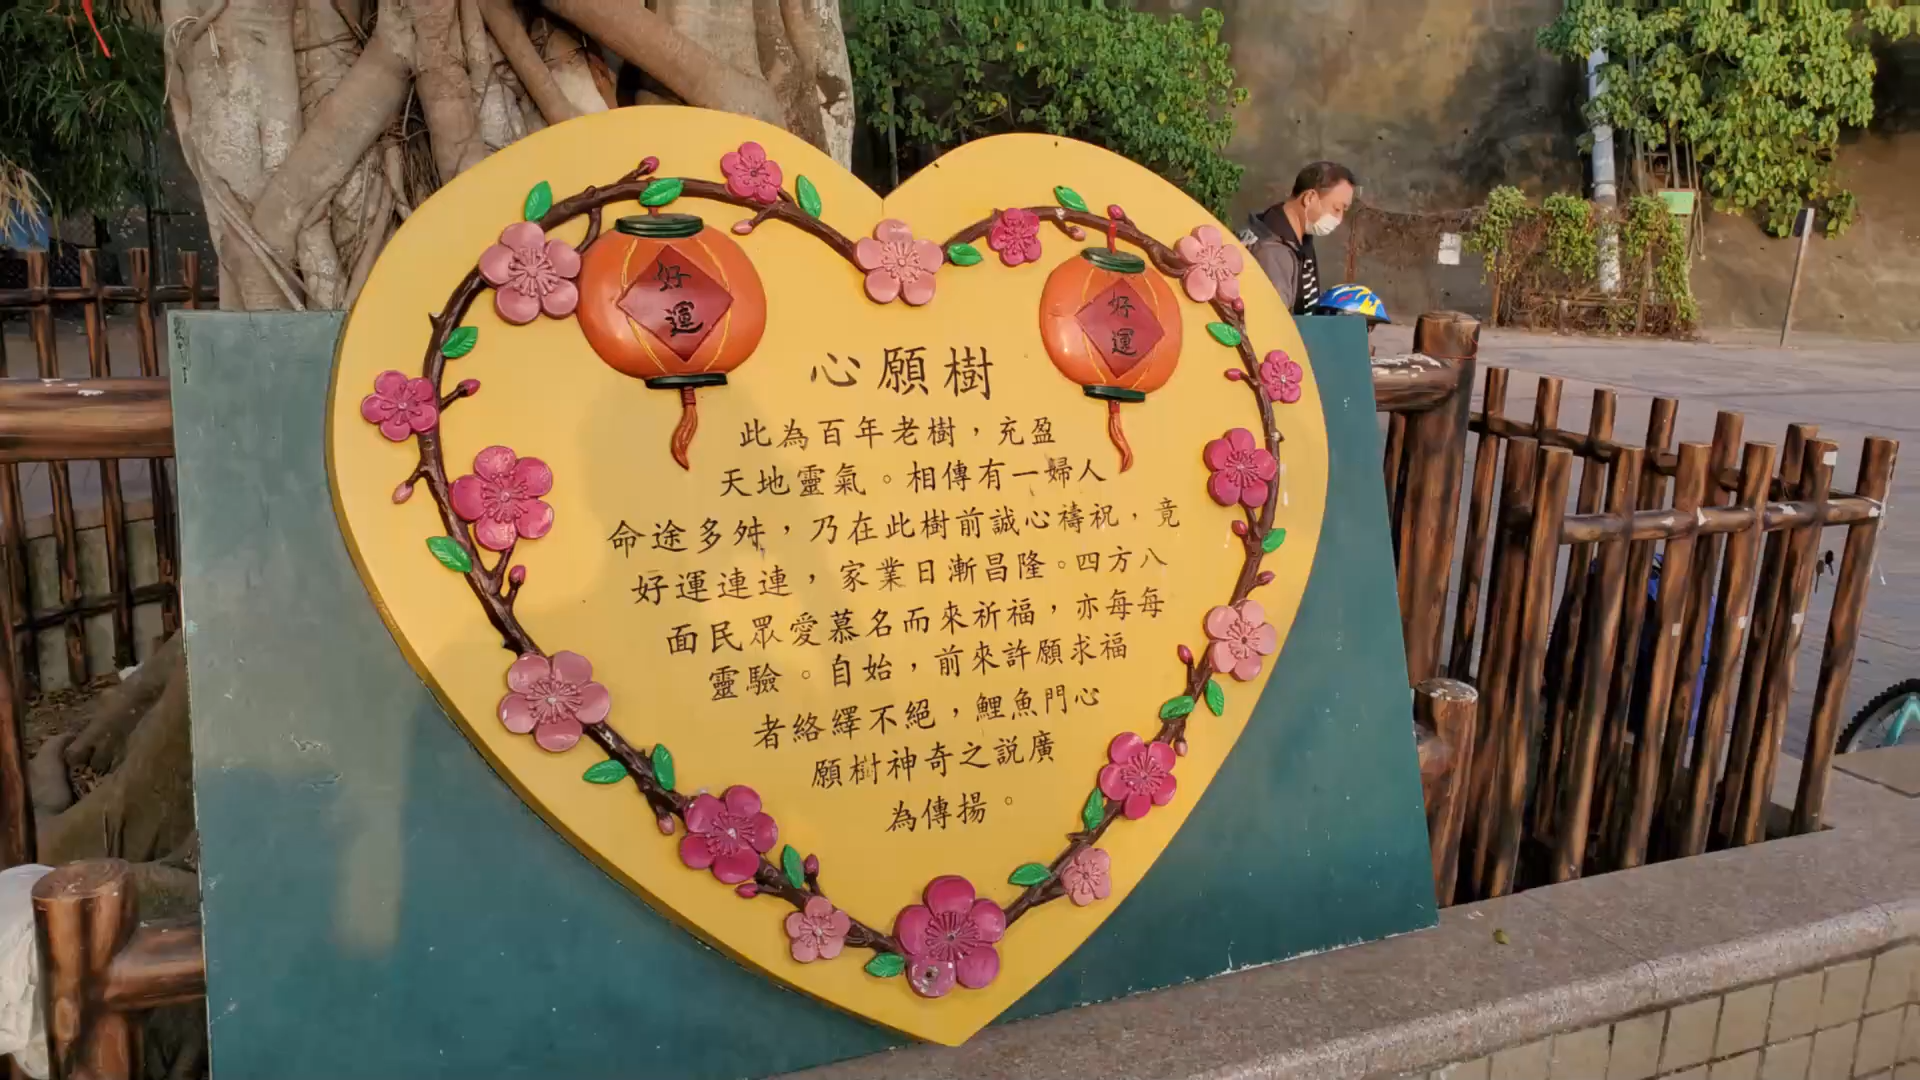 好
運
好
運
心願樹
此為百年老樹，充盈
天地靈氣。相傳有一婦人
命途多舛，乃在此樹前誠心禱祝，竟
好運連連，家業日漸昌隆。四方八
面民眾愛慕名而來祈福，亦每每
靈驗。自始，前來許願求福
者絡繹不絕，鯉魚門心
願樹神奇之說廣
為傳揚。